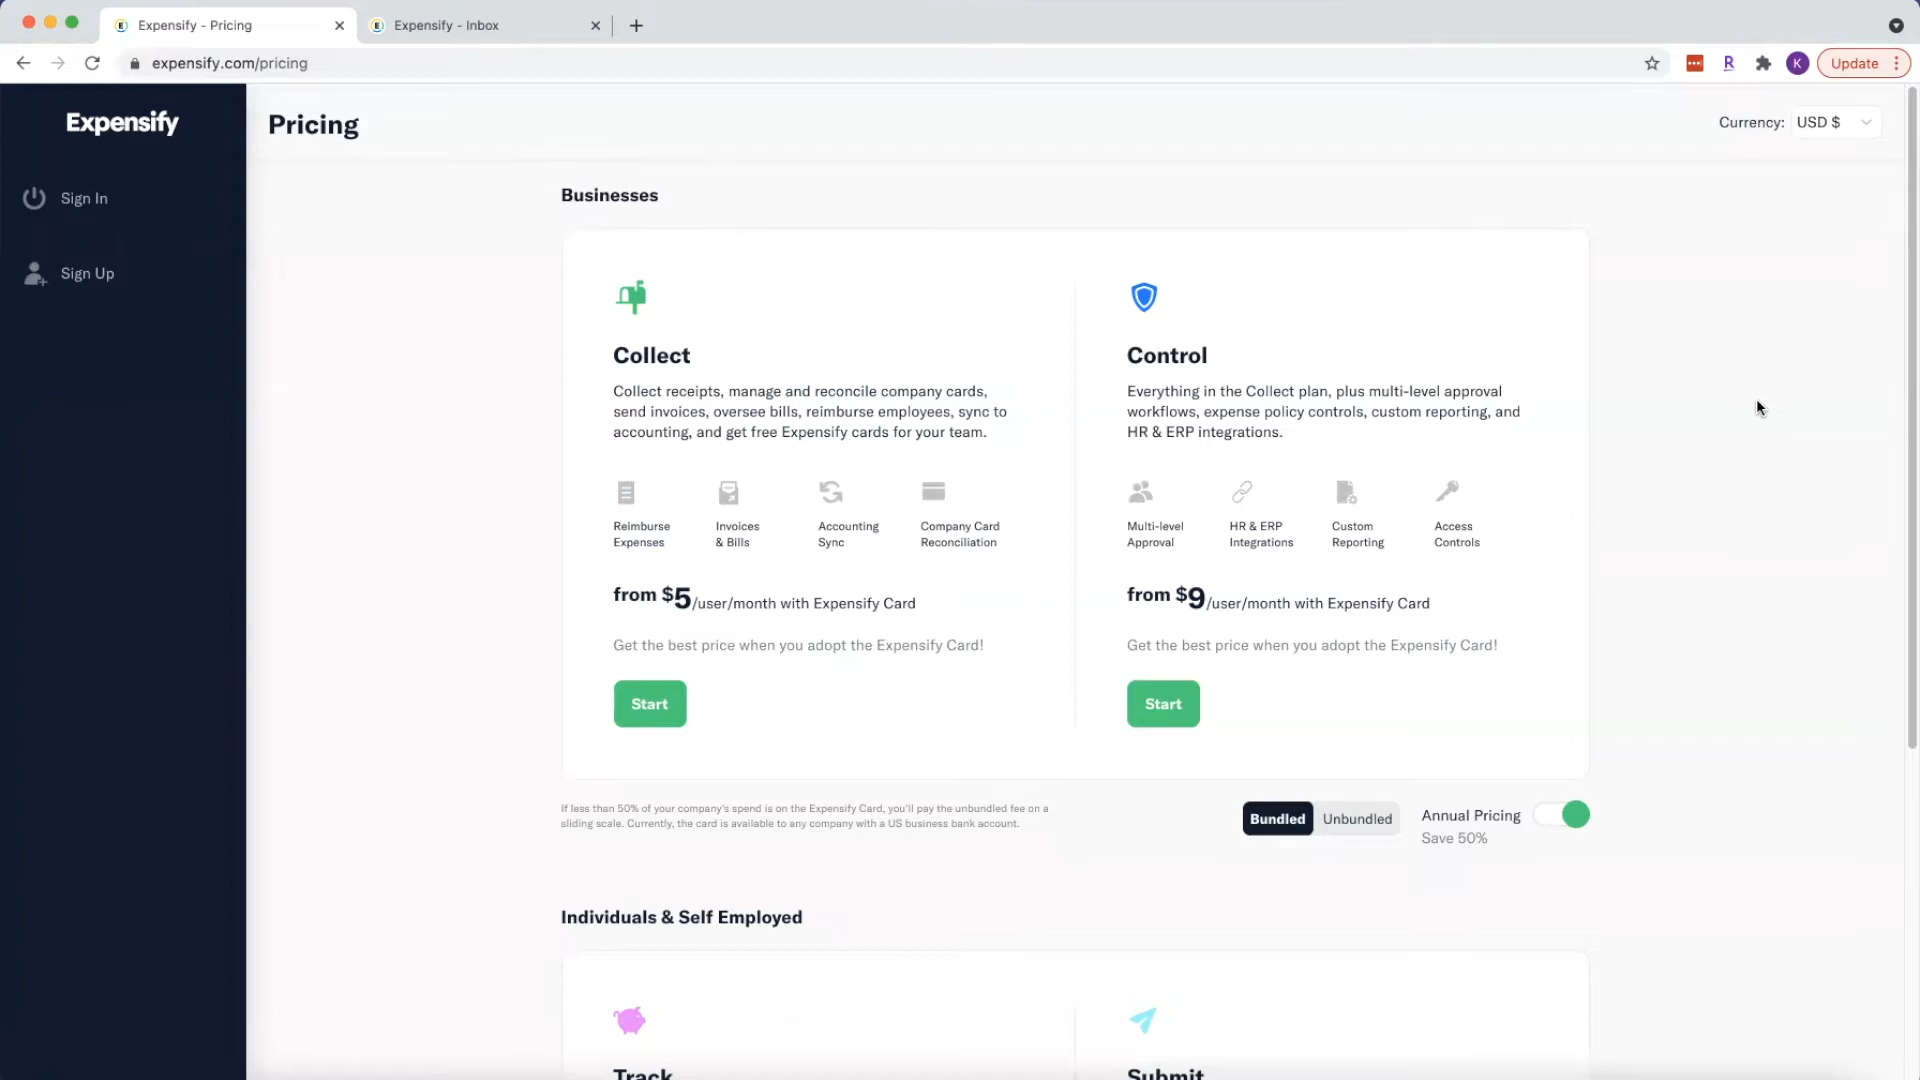 Expensify - Pricing
Expensify - Inbox
expensify.com/pricing
R
K
Update
Expensify
Pricing
Currency: USD $
Sign In
Sign Up
Businesses
Collect
Collect receipts, manage and reconcile company cards,
send invoices, oversee bills, reimburse employees, sync to
accounting, and get free Expensify cards for your team.
Reimburse
Expenses
Invoices
& Bills
Accounting
Sync
Company Card
Reconciliation
from $5/user/month with Expensify Card
Get the best price when you adopt the Expensify Card!
Start
Control
Everything in the Collect plan, plus multi-level approval
workflows, expense policy controls, custom reporting, and
HR & ERP integrations.
Multi-level
Approval
HR & ERP
Integrations
Custom
Reporting
Access
Controls
from $9/user/month with Expensify Card
Get the best price when you adopt the Expensify Card!
Start
If less than 50% of your company's spend is on the Expensify Card, you'll pay the unbundled fee on a
sliding scale. Currently, the card is available to any company with a US business bank account.
Bundled
Unbundled
Annual Pricing
Save 50%
Individuals & Self Employed
Track
Submit